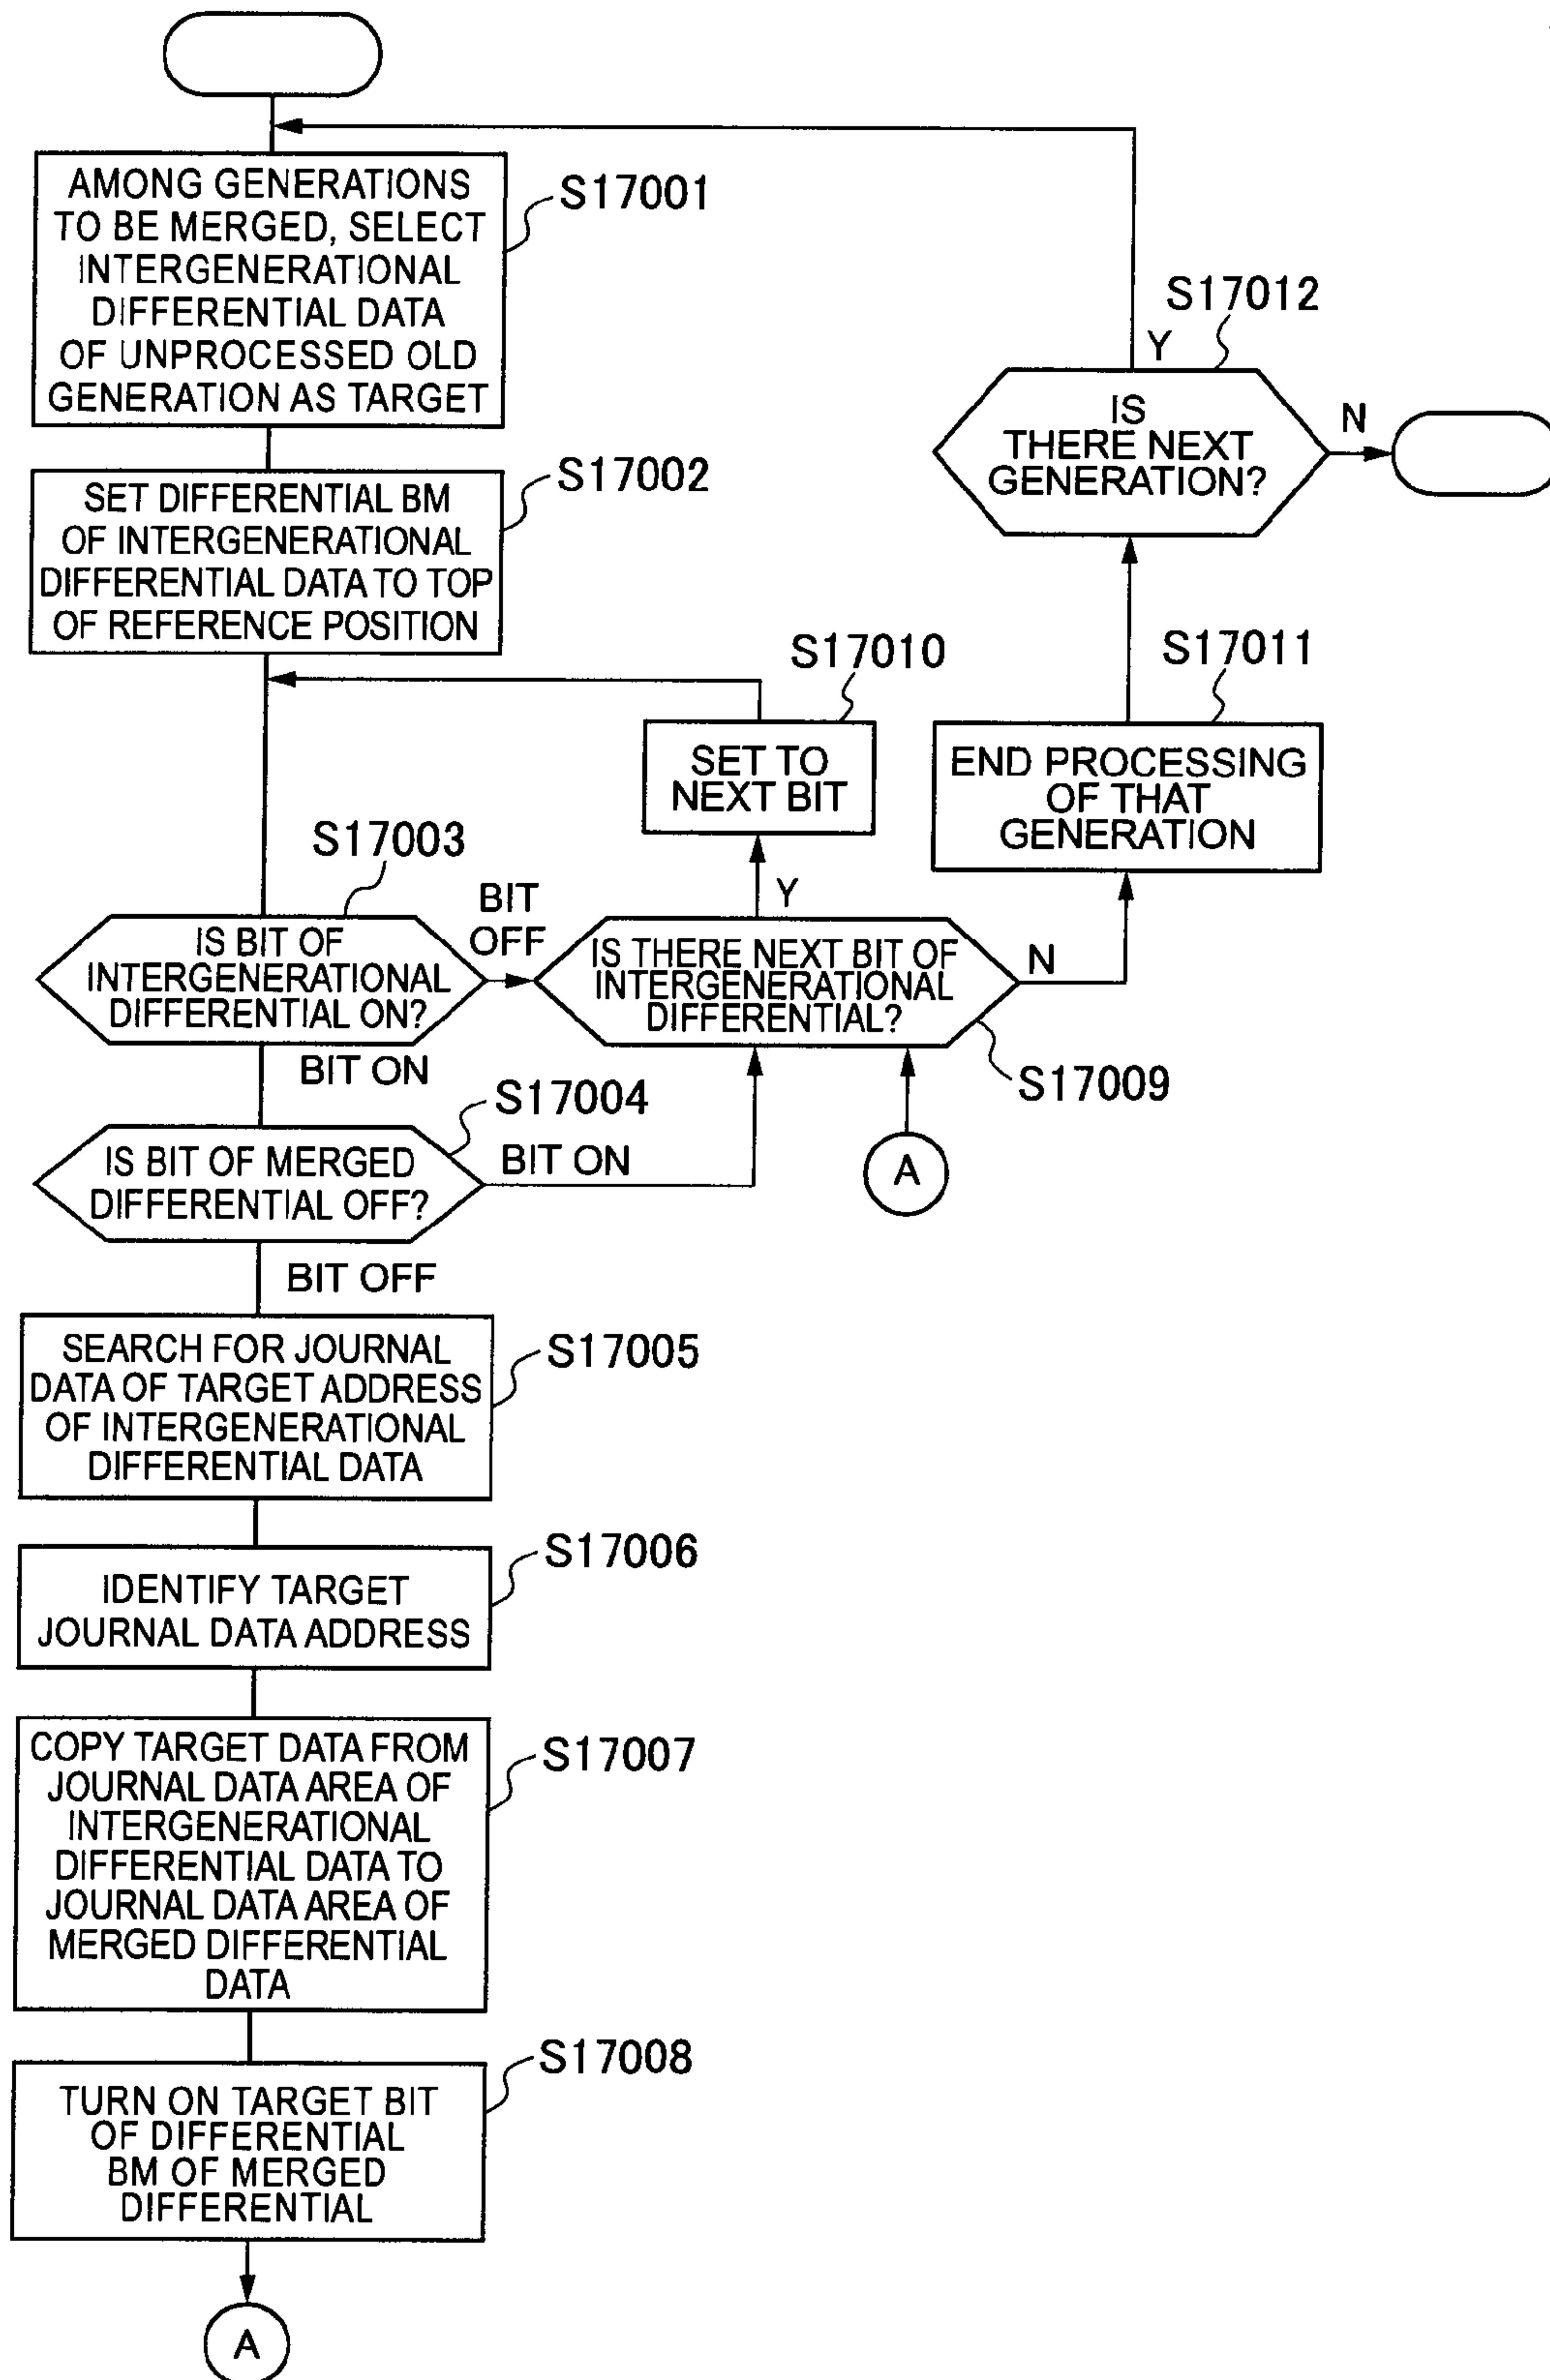 AMONG GENERATIONS
TO BE MERGED, SELECT
INTERGENERATIONAL
DIFFERENTIAL DATA
OF UNPROCESSED OLD
GENERATION AS TARGET
S17001
SET DIFFERENTIAL BM
OF INTERGENERATIONAL
DIFFERENTIAL DATA TO TOP
OF REFERENCE POSITION
S17002
S17003
IS BIT OF
INTERGENERATIONAL
DIFFERENTIAL ON?
BIT
OFF
BIT ON
S17004
IS BIT OF MERGED
DIFFERENTIAL OFF?
BIT ON
BIT OFF
SEARCH FOR JOURNAL
DATA OF TARGET ADDRESS
OF INTERGENERATIONAL
DIFFERENTIAL DATA
S17005
IDENTIFY TARGET
JOURNAL DATA ADDRESS
S17006
COPY TARGET DATA FROM
JOURNAL DATA AREA OF
INTERGENERATIONAL
DIFFERENTIAL DATA TO
JOURNAL DATA AREA OF
MERGED DIFFERENTIAL
DATA
S17007
TURN ON TARGET BIT
OF DIFFERENTIAL
BM OF MERGED
DIFFERENTIAL
S17008
A
IS THERE NEXT BIT OF
INTERGENERATIONAL
DIFFERENTIAL?
S17009
A
Y
N
SET TO
NEXT BIT
S17010
END PROCESSING
OF THAT
GENERATION
S17011
IS
THERE NEXT
GENERATION?
S17012
Y
N